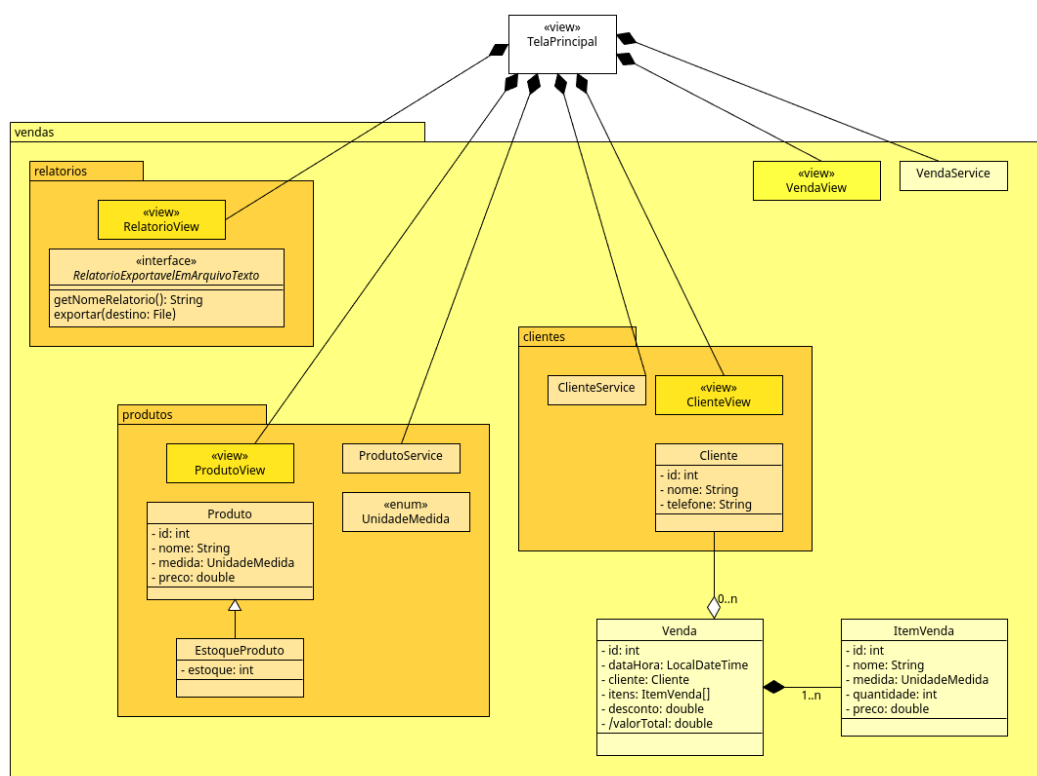 «view»
TelaPrincipal
vendas
relatorios
«view»
RelatorioView
«interface»
RelatorioExportavelEmArquivoTexto
getNomeRelatorio(): String
exportar(destino: File)
«view»
VendaView
VendaService
clientes
ClienteService
«view»
ClienteView
Cliente
- id: int
- nome: String
- telefone: String
produtos
«view»
ProdutoView
ProdutoService
«enum»
UnidadeMedida
Produto
- id: int
- nome: String
- medida: UnidadeMedida
- preco: double
EstoqueProduto
- estoque: int
0..n
Venda
- id: int
- dataHora: LocalDateTime
- cliente: Cliente
- itens: ItemVenda[]
- desconto: double
- /valorTotal: double
1..n
ItemVenda
- id: int
- nome: String
- medida: UnidadeMedida
- quantidade: int
- preco: double